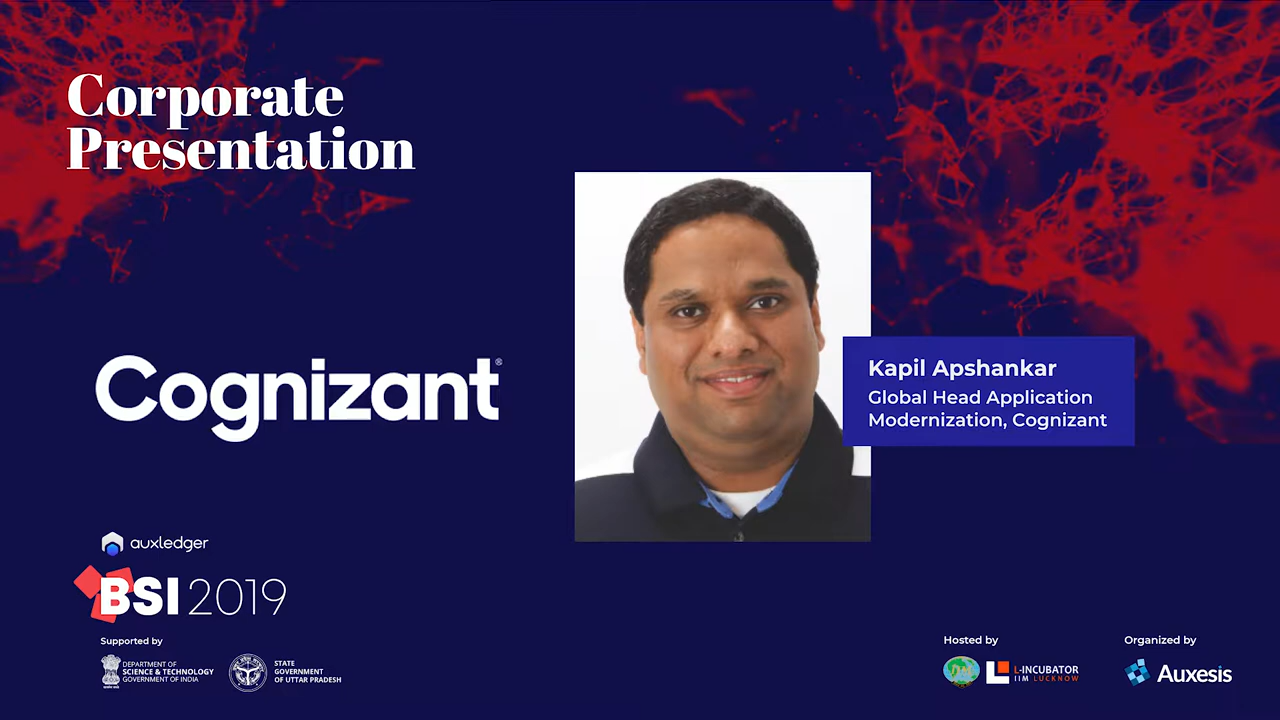 Corporate
Presentation
Cognizant®
Kapil Apshankar
Global Head Application
Modernization, Cognizant
auxledger
BSI 2019
Supported by
DEPARTMENT OF
SCIENCE & TECHNOLOGY
GOVERNMENT OF INDIA
STATE
GOVERNMENT
OF UTTAR PRADESH
Hosted by
L-INCUBATOR
IIM LUCKNOW
Organized by
Auxesis